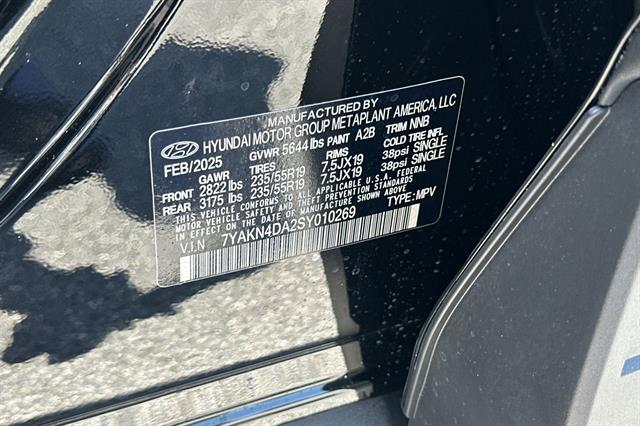 MANUFACTURED BY
HYUNDAI MOTOR GROUP METAPLANT AMERICA, LLC
FEB/2025 GVWR 5644 lbs PAINT A2B TRIM NNB
GAWR TIRES RIMS COLD TIRE INFL
FRONT 2822 lbs 235/55R19 7.5JX19 38psi SINGLE
REAR 3175 lbs 235/55R19 7.5JX19 38psi SINGLE
THIS VEHICLE CONFORMS TO ALL APPLICABLE U.S.A. FEDERAL
MOTOR VEHICLE SAFETY AND THEFT PREVENTION STANDARDS
IN EFFECT ON THE DATE OF MANUFACTURE SHOWN ABOVE.
V.I.N 7YAKN4DA2SY010269 TYPE: MPV